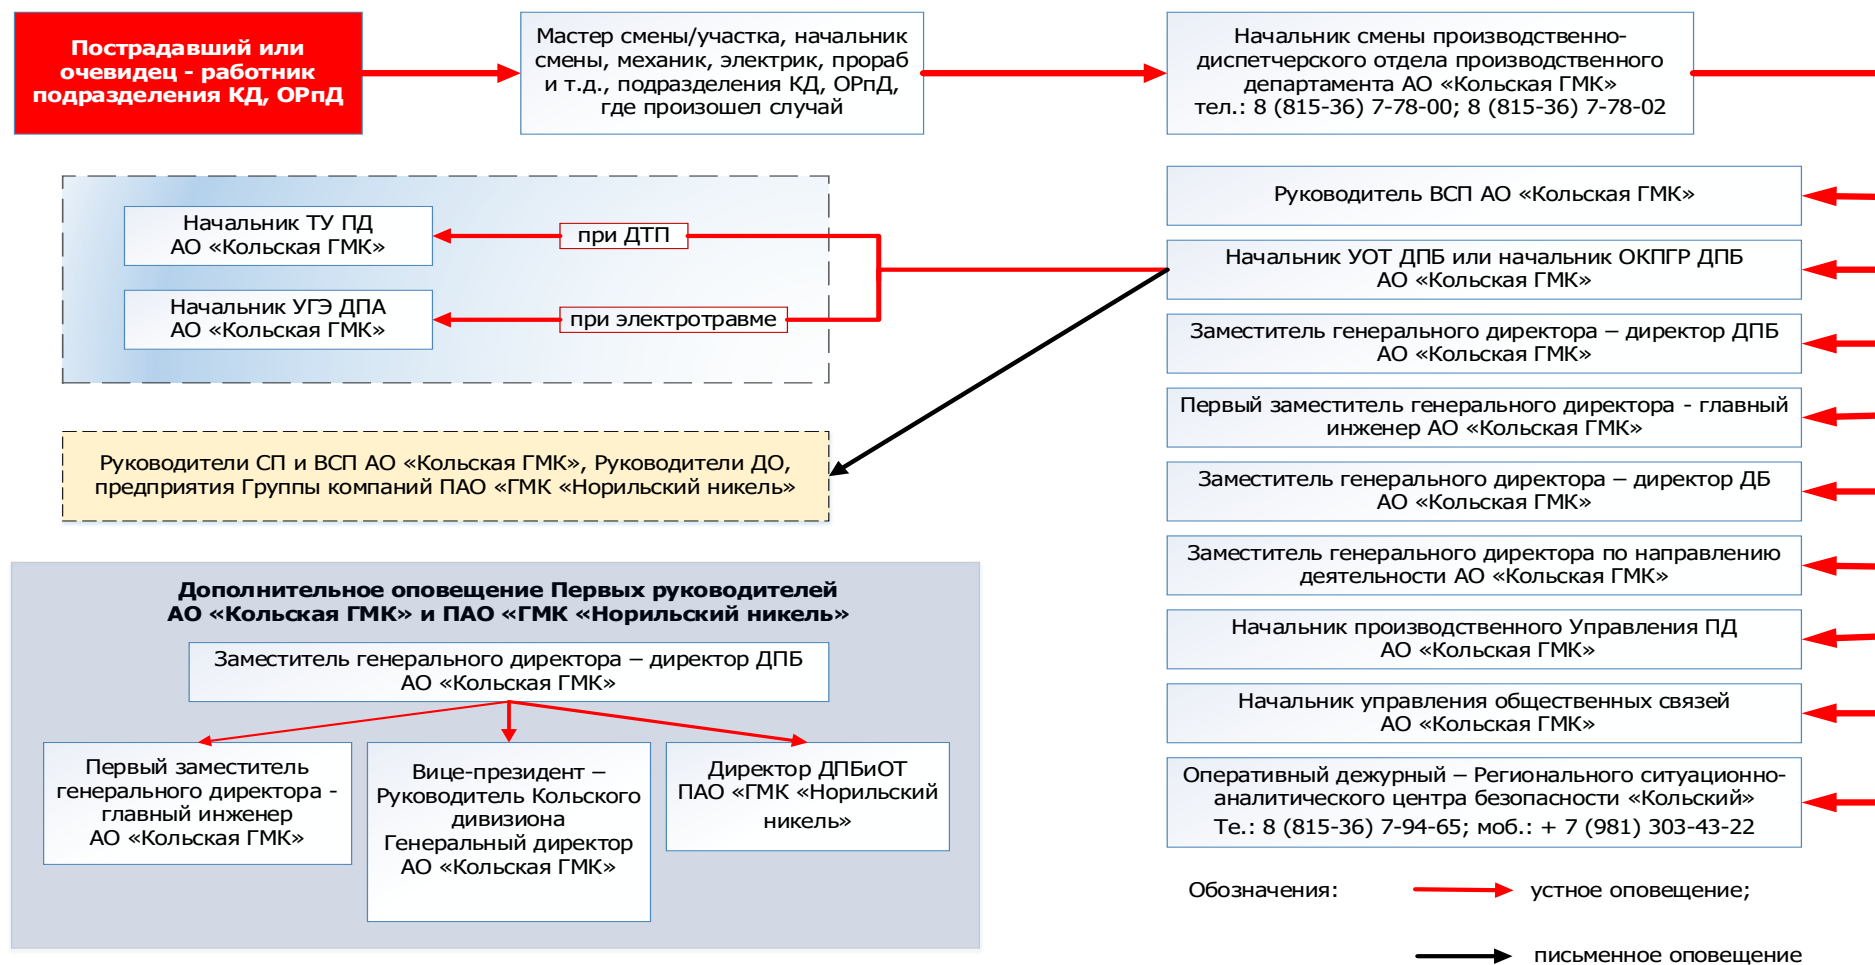 Пострадавший или
очевидец - работник
подразделения КД, ОРпД
Мастер смены/участка, начальник
смены, механик, электрик, прораб
и т.д., подразделения КД, ОРпД,
где произошел случай
Начальник смены производственно-
диспетчерского отдела производственного
департамента АО «Кольская ГМК»
тел.: 8 (815-36) 7-78-00; 8 (815-36) 7-78-02
Начальник ТУ ПД
АО «Кольская ГМК»
при ДТП
Начальник УГЭ ДПА
АО «Кольская ГМК»
при электротравме
Руководители СП и ВСП АО «Кольская ГМК», Руководители ДО,
предприятия Группы компаний ПАО «ГМК «Норильский никель»
Руководитель ВСП АО «Кольская ГМК»
Начальник УОТ ДПБ или начальник ОКПГР ДПБ
АО «Кольская ГМК»
Заместитель генерального директора – директор ДПБ
АО «Кольская ГМК»
Первый заместитель генерального директора - главный
инженер АО «Кольская ГМК»
Заместитель генерального директора – директор ДБ
АО «Кольская ГМК»
Заместитель генерального директора по направлению
деятельности АО «Кольская ГМК»
Начальник производственного Управления ПД
АО «Кольская ГМК»
Начальник управления общественных связей
АО «Кольская ГМК»
Оперативный дежурный – Регионального ситуационно-
аналитического центра безопасности «Кольский»
Те.: 8 (815-36) 7-94-65; моб.: + 7 (981) 303-43-22
Дополнительное оповещение Первых руководителей
АО «Кольская ГМК» и ПАО «ГМК «Норильский никель»
Заместитель генерального директора – директор ДПБ
АО «Кольская ГМК»
Первый заместитель
генерального директора -
главный инженер
АО «Кольская ГМК»
Вице-президент –
Руководитель Кольского
дивизиона
Генеральный директор
АО «Кольская ГМК»
Директор ДПБиОТ
ПАО «ГМК «Норильский
никель»
Обозначения:
устное оповещение;
письменное оповещение